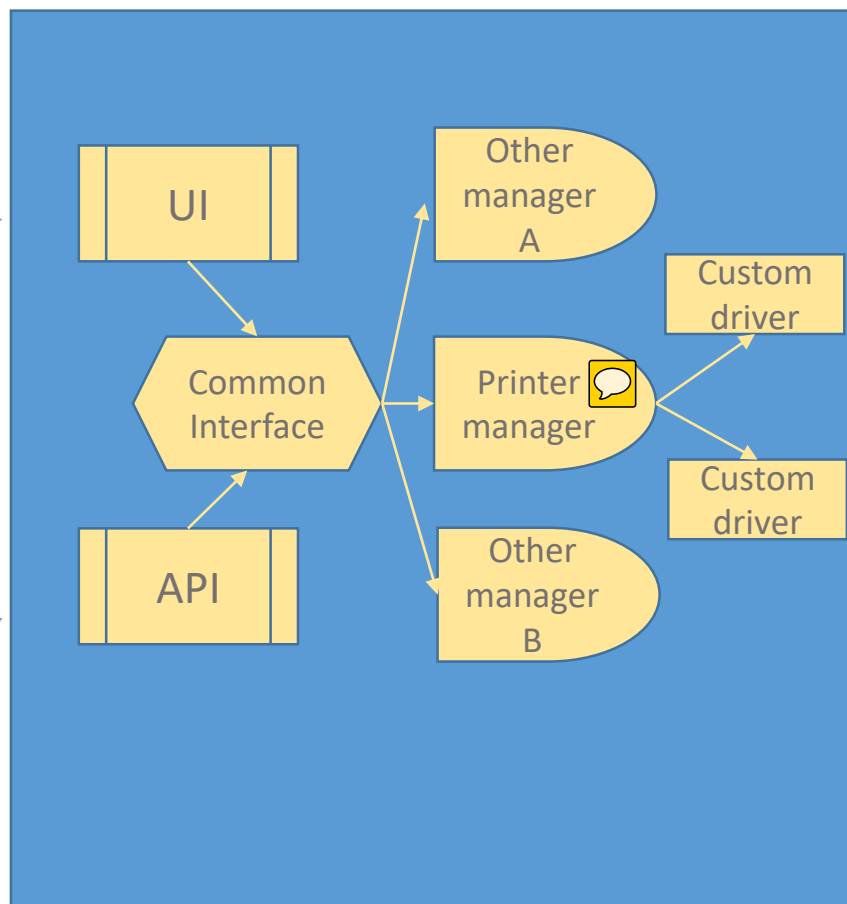 UI
Other
manager
A
Custom
driver
Common
Interface
Printer
manager
Custom
driver
API
Other
manager
B